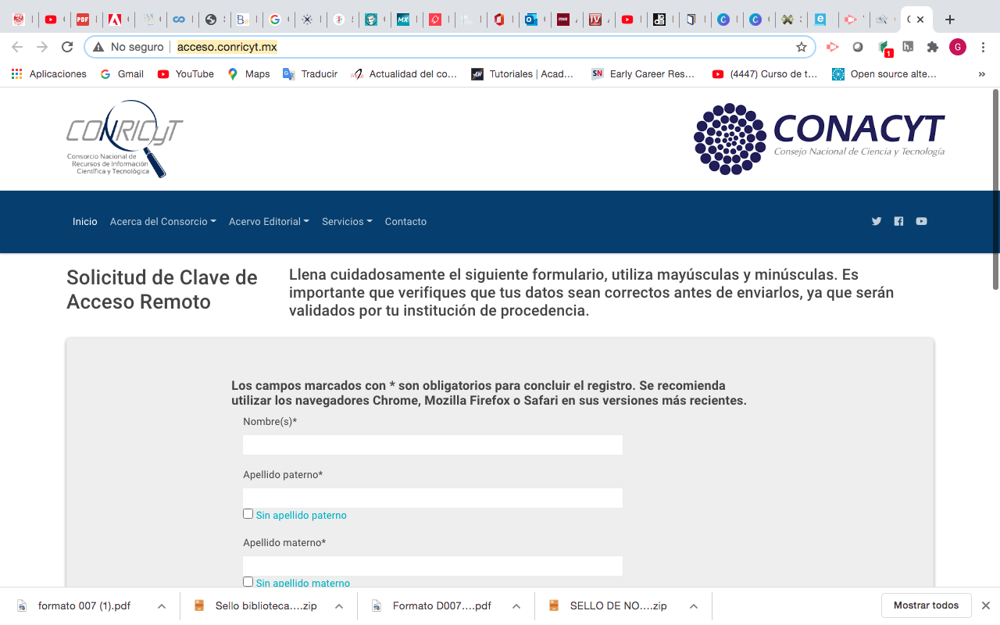 No seguro
acceso.conricyt.mx
G
1
Aplicaciones
Gmail
YouTube
Maps
Traducir
Actualidad del co…
Tutoriales | Acad…
Early Career Res…
(4447) Curso de t…
Open source alte…
»
CONRICyT
Consorcio Nacional de
Recursos de Información
Científica y Tecnológica
CONACYT
Consejo Nacional de Ciencia y Tecnología
Inicio
Acerca del Consorcio
Acervo Editorial
Servicios
Contacto
Solicitud de Clave de
Acceso Remoto
Llena cuidadosamente el siguiente formulario, utiliza mayúsculas y minúsculas. Es
importante que verifiques que tus datos sean correctos antes de enviarlos, ya que serán
validados por tu institución de procedencia.
Los campos marcados con * son obligatorios para concluir el registro. Se recomienda
utilizar los navegadores Chrome, Mozilla Firefox o Safari en sus versiones más recientes.
Nombre(s)*
Apellido paterno*
Sin apellido paterno
Apellido materno*
Sin apellido materno
formato 007 (1).pdf
Sello biblioteca….zip
Formato D007….pdf
SELLO DE NO….zip
Mostrar todos